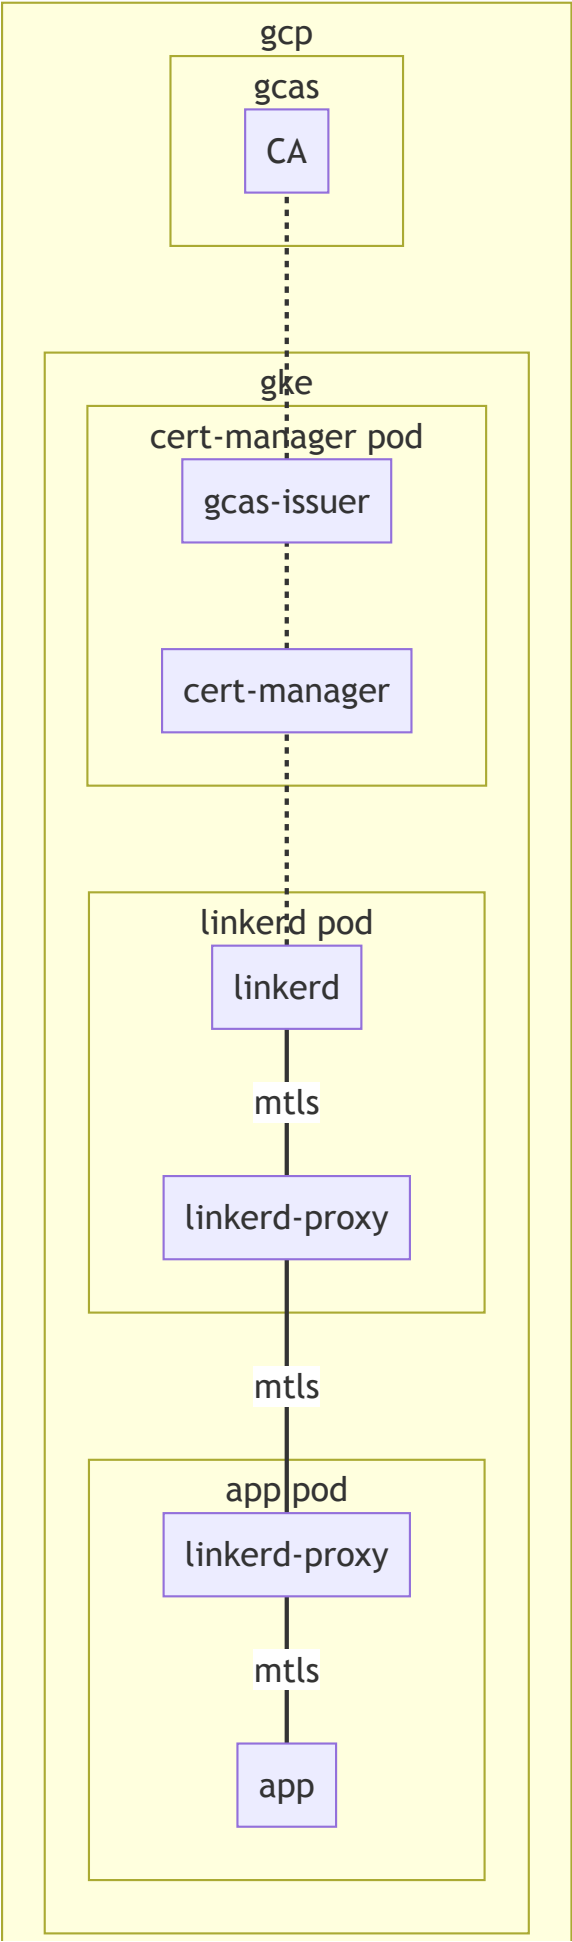 gcp
gcas
CA
gke
cert-manager pod
gcas-issuer
cert-manager
linkerd pod
linkerd
mtls
linkerd-proxy
mtls
app pod
linkerd-proxy
mtls
app